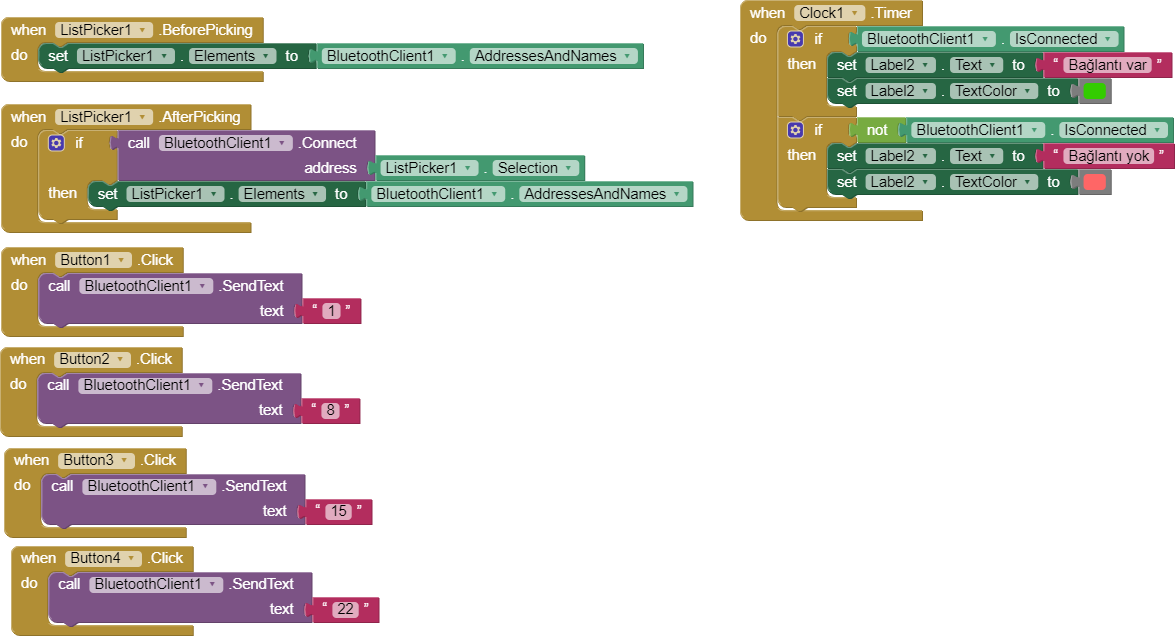 when ListPicker1 .BeforePicking
do set ListPicker1 . Elements to BluetoothClient1 . AddressesAndNames
when ListPicker1 .AfterPicking
do if call BluetoothClient1 .Connect
address ListPicker1 . Selection
then set ListPicker1 . Elements to BluetoothClient1 . AddressesAndNames
when Button1 .Click
do call BluetoothClient1 .SendText
text “ 1 ”
when Button2 .Click
do call BluetoothClient1 .SendText
text “ 8 ”
when Button3 .Click
do call BluetoothClient1 .SendText
text “ 15 ”
when Button4 .Click
do call BluetoothClient1 .SendText
text “ 22 ”
when Clock1 .Timer
do if BluetoothClient1 . IsConnected
then set Label2 . Text to “ Bağlantı var ”
set Label2 . TextColor to
if not BluetoothClient1 . IsConnected
then set Label2 . Text to “ Bağlantı yok ”
set Label2 . TextColor to